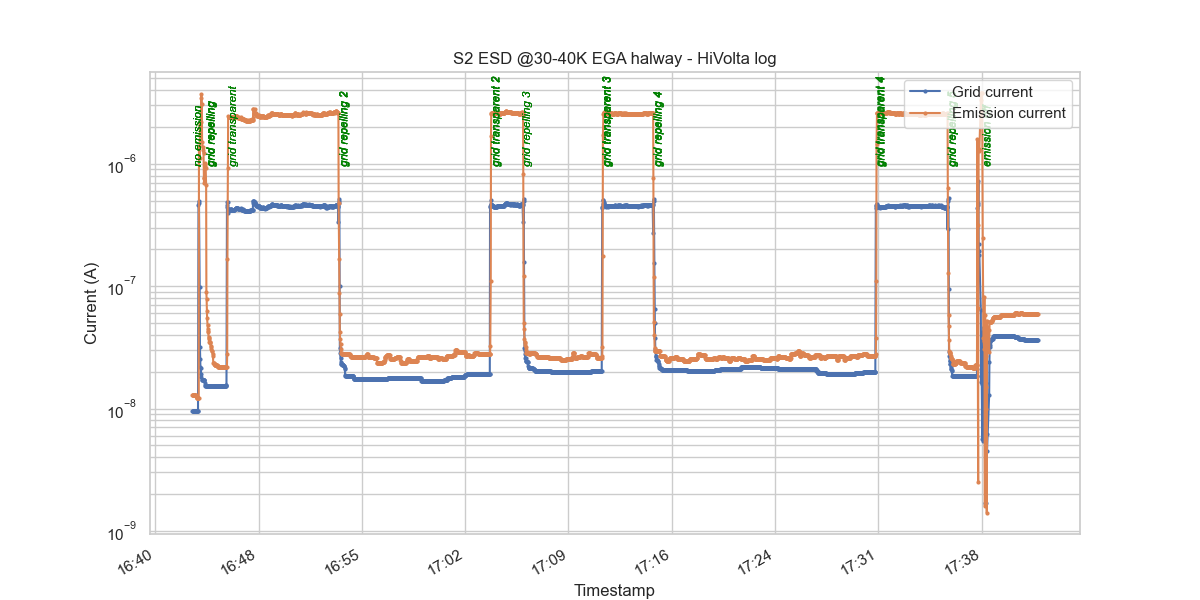 S2 ESD @30-40K EGA halway - HiVolta log
Grid current
Emission current
no emission
grid repelling
grid transparent
grid repelling 2
grid transparent 2
grid repelling 3
grid transparent 3
grid repelling 4
grid transparent 4
emission
Current (A)
10⁻⁶
10⁻⁷
10⁻⁸
10⁻⁹
16:40
16:48
16:55
17:02
17:09
17:16
17:24
17:31
17:38
Timestamp